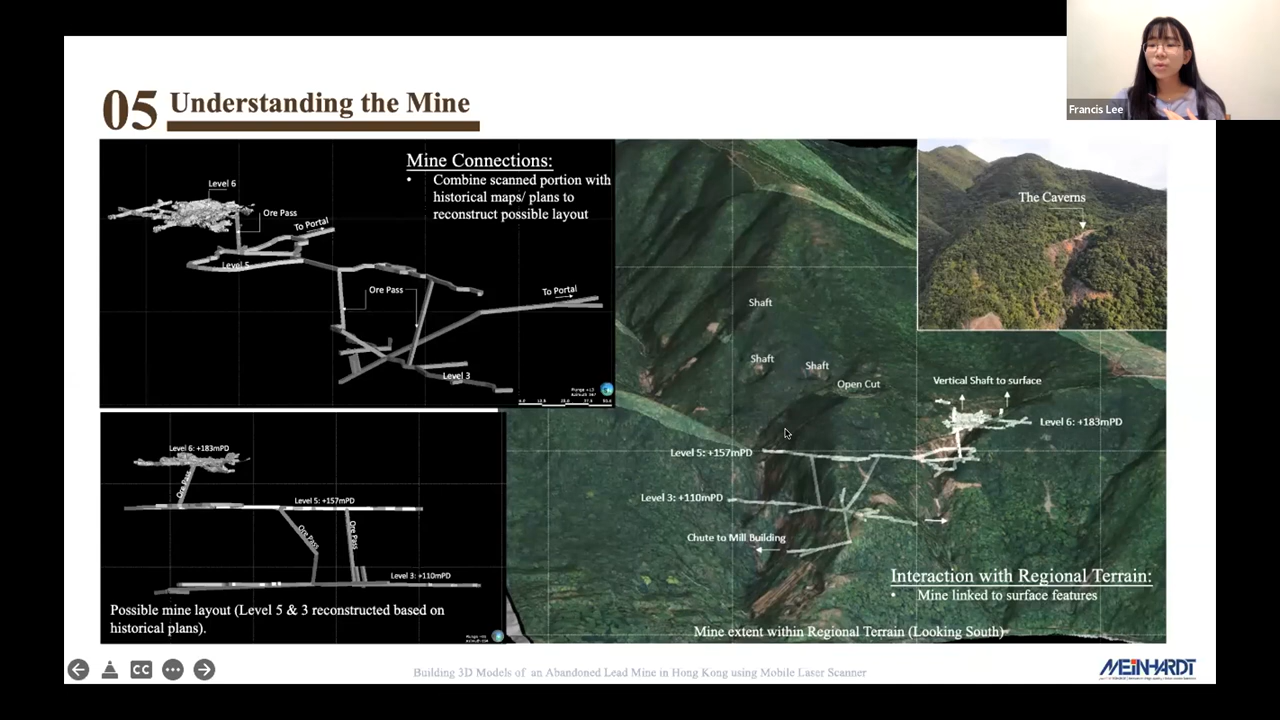 Francis Lee
05 Understanding the Mine
Mine Connections:
• Combine scanned portion with
historical maps/ plans to
reconstruct possible layout
Level 6
Ore Pass
To Portal
Level 5
Ore Pass
To Portal
Level 3
The Caverns
Shaft
Shaft
Shaft
Open Cut
Vertical Shaft to surface
Level 6: +183mPD
Level 5: +157mPD
Level 3: +110mPD
Chute to Mill Building
Level 6: +183mPD
Ore Pass
Level 5: +157mPD
Ore Pass
Ore Pass
Level 3: +110mPD
Possible mine layout (Level 5 & 3 reconstructed based on
historical plans).
Interaction with Regional Terrain:
• Mine linked to surface features
Mine extent within Regional Terrain (Looking South)
CC
Building 3D Models of an Abandoned Lead Mine in Hong Kong using Mobile Laser Scanner
MEINHARDT